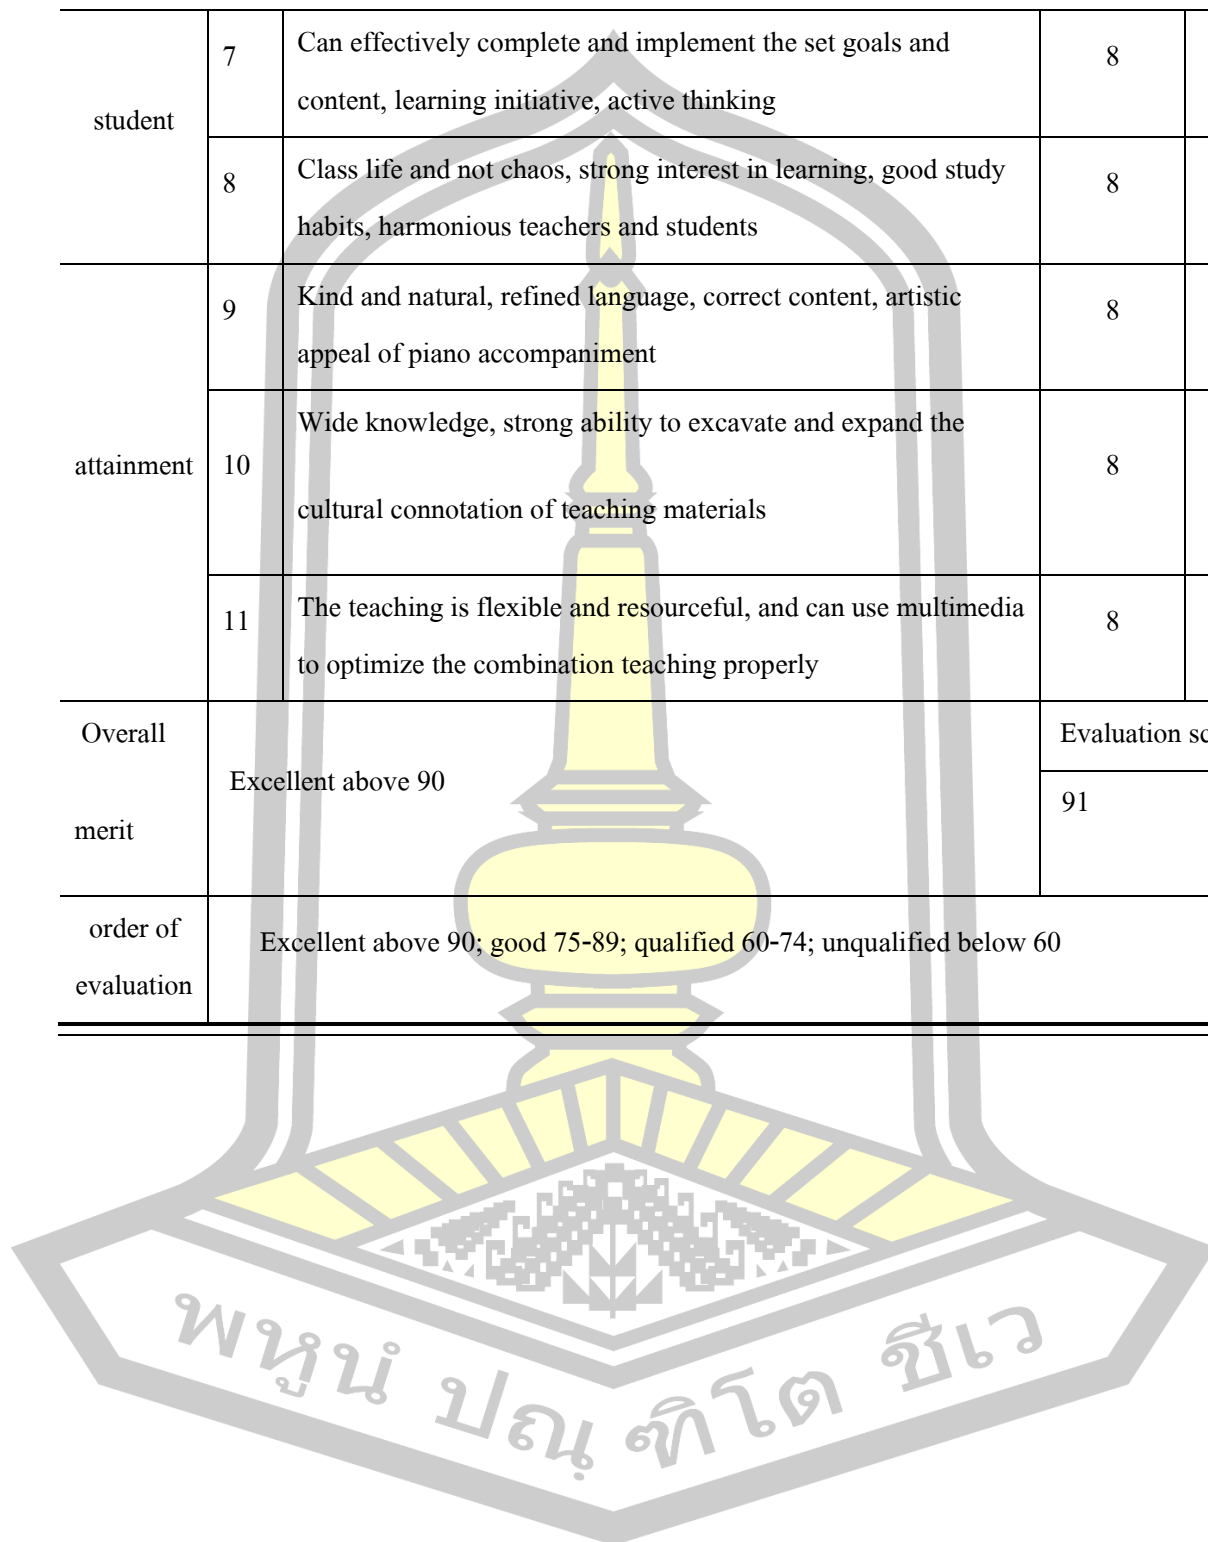 student
7
Can effectively complete and implement the set goals and
content, learning initiative, active thinking
8
8
Class life and not chaos, strong interest in learning, good study
habits, harmonious teachers and students
8
attainment
9
Kind and natural, refined language, correct content, artistic
appeal of piano accompaniment
8
10
Wide knowledge, strong ability to excavate and expand the
cultural connotation of teaching materials
8
11
The teaching is flexible and resourceful, and can use multimedia
to optimize the combination teaching properly
8
Overall
merit
Excellent above 90
Evaluation sc
91
order of
evaluation
Excellent above 90; good 75-89; qualified 60-74; unqualified below 60
พหูนํ ปณฺฑิโต ชีเว